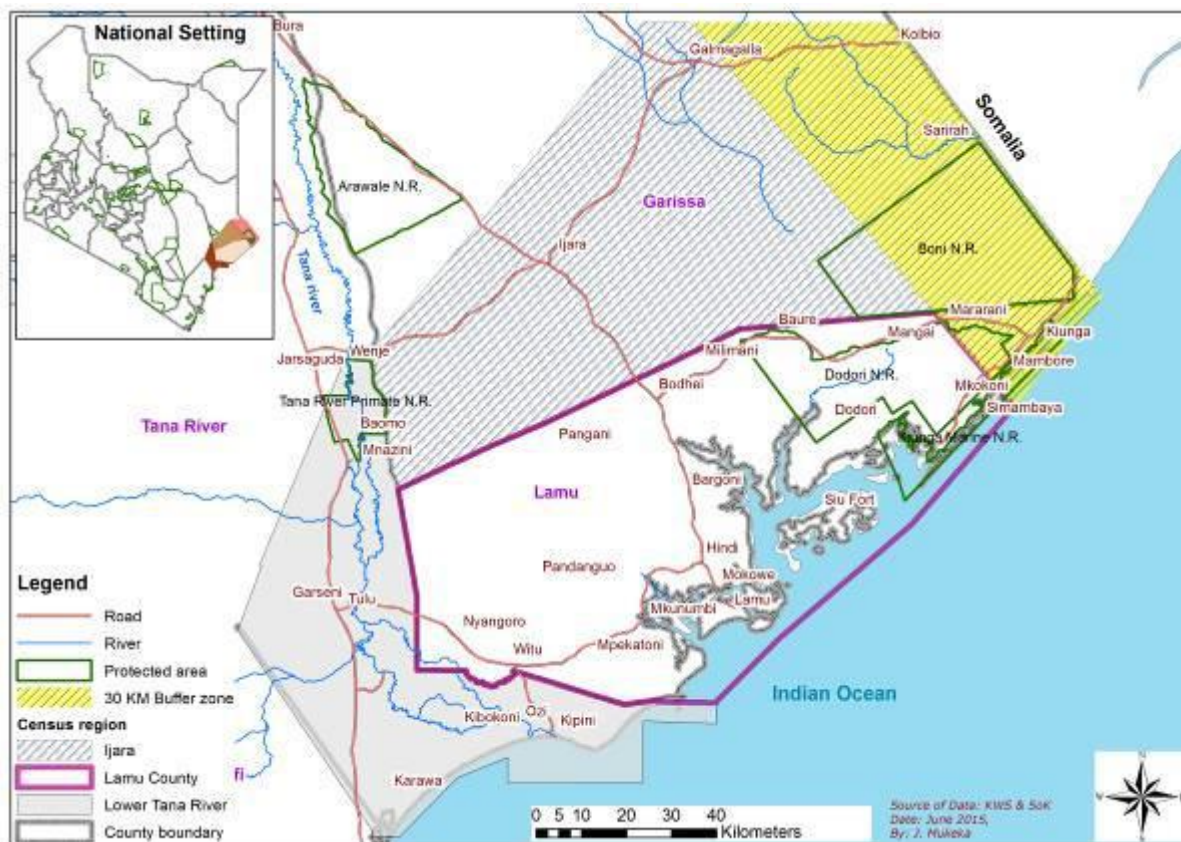 National Setting
Bura
Kolbio
Galmagalla
Somalia
Sarirah
Arawale N.R.
Garissa
Ijara
Boni N.R.
Tana river
Mararani
Baure
Kiunga
Mangai
Wenje
Milimani
Mambore
Jarsaguda
Dodori N.R.
Mkokoni
Bodhei
Tana River Primate N.R.
Dodori
Simambaya
Baomo
Tana River
Pangani
Kiunga Marine N.R.
Mnazini
Bargoni
Lamu
Siu Fort
Hindi
Pandanguo
Mokowe
Garseni
Tulu
Mkunumbi
Lamu
Nyangoro
Witu
Mpekatoni
Indian Ocean
Kibokoni
Ozi
Kipini
fi
Karawa
Legend
Road
River
Protected area
30 KM Buffer zone
Census region
Ijara
Lamu County
Lower Tana River
County boundary
0 5 10 20 30 40
Kilometers
Source of Data: KWS & SoK
Date: June 2015,
By: J. Mukeka
N